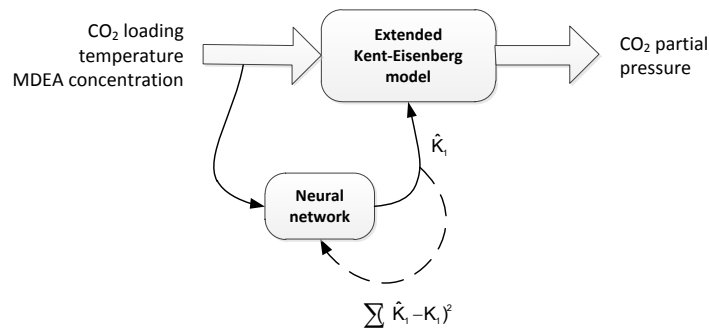 CO₂ loading
temperature
MDEA concentration
Extended
Kent-Eisenberg
model
CO₂ partial
pressure
K̂₁
Neural
network
∑( K̂₁ – K₁)²